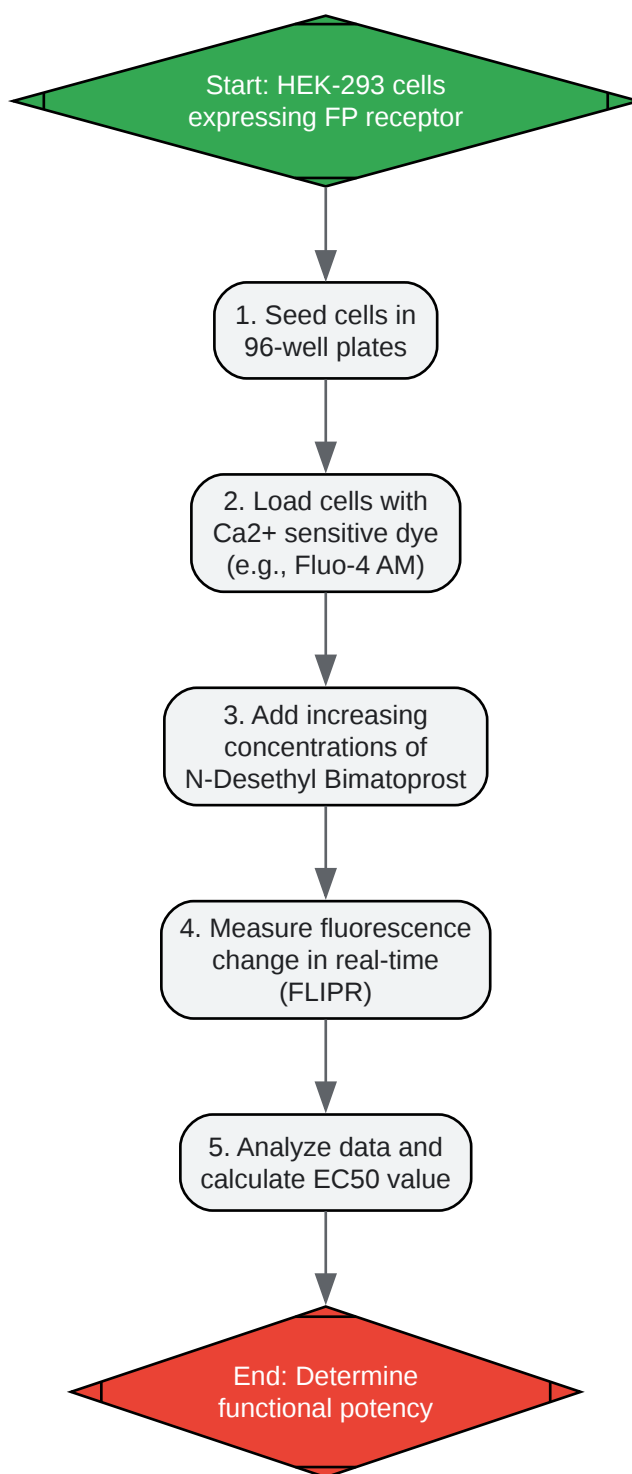 Start: HEK-293 cells
expressing FP receptor
1. Seed cells in
96-well plates
2. Load cells with
Ca2+ sensitive dye
(e.g., Fluo-4 AM)
3. Add increasing
concentrations of
N-Desethyl Bimatoprost
4. Measure fluorescence
change in real-time
(FLIPR)
5. Analyze data and
calculate EC50 value
End: Determine
functional potency